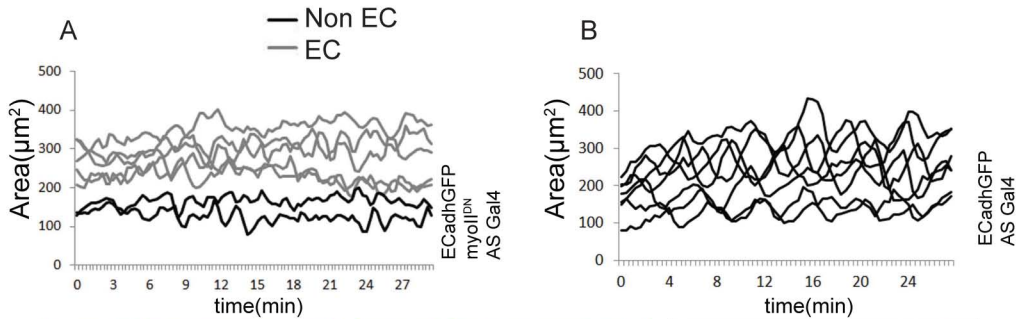 A
Non EC
EC
Area(μm²)
500
400
300
200
100
0
0 3 6 9 12 15 18 21 24 27
time(min)
ECadhGFP
myoIIᴰᴺ
AS Gal4
B
Area(μm²)
500
400
300
200
100
0
0 4 8 12 16 20 24
time(min)
ECadhGFP
AS Gal4